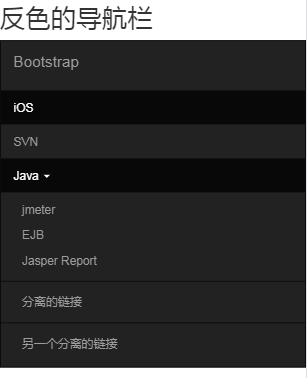 反色的导航栏
Bootstrap
iOS
SVN
Java
jmeter
EJB
Jasper Report
分离的链接
另一个分离的链接